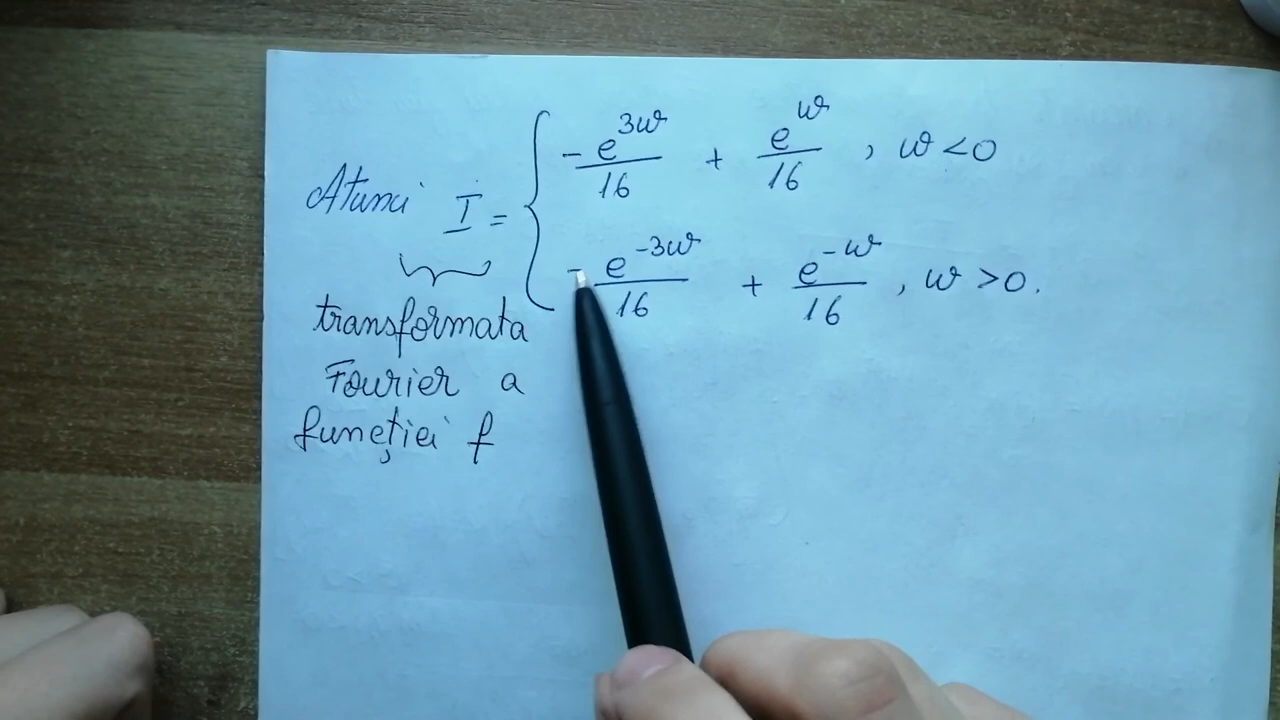 Atunci I = { -e^{3ω}/16 + e^{ω}/16 , ω < 0
-e^{-3ω}/16 + e^{-ω}/16 , ω > 0.
transformata
Fourier a
funcției f